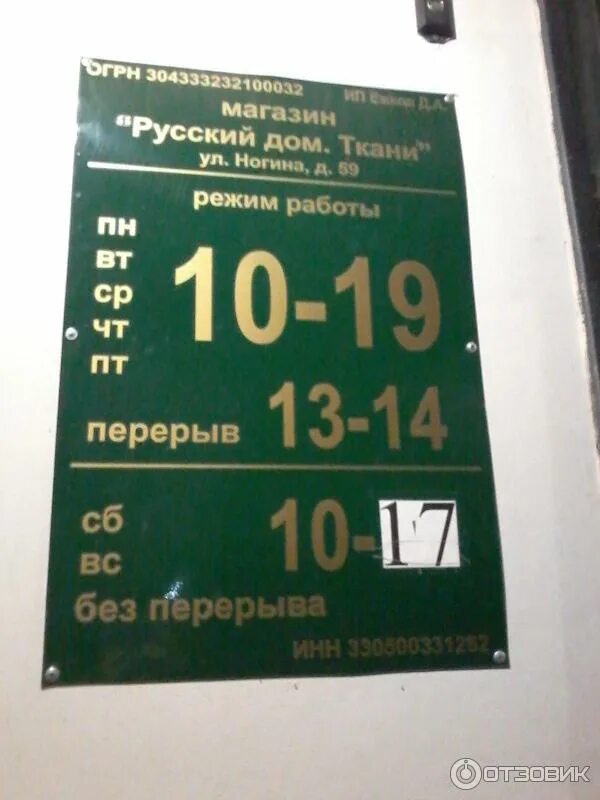 ОГРН 304333232100032 ИП Ежков Д.А.
магазин
“Русский дом. Ткани”
ул. Ногина, д. 59
режим работы
пн
вт
ср
чт
пт
10-19
перерыв 13-14
сб
вс
10-17
без перерыва
ИНН 330500331262
ОТЗОВИК